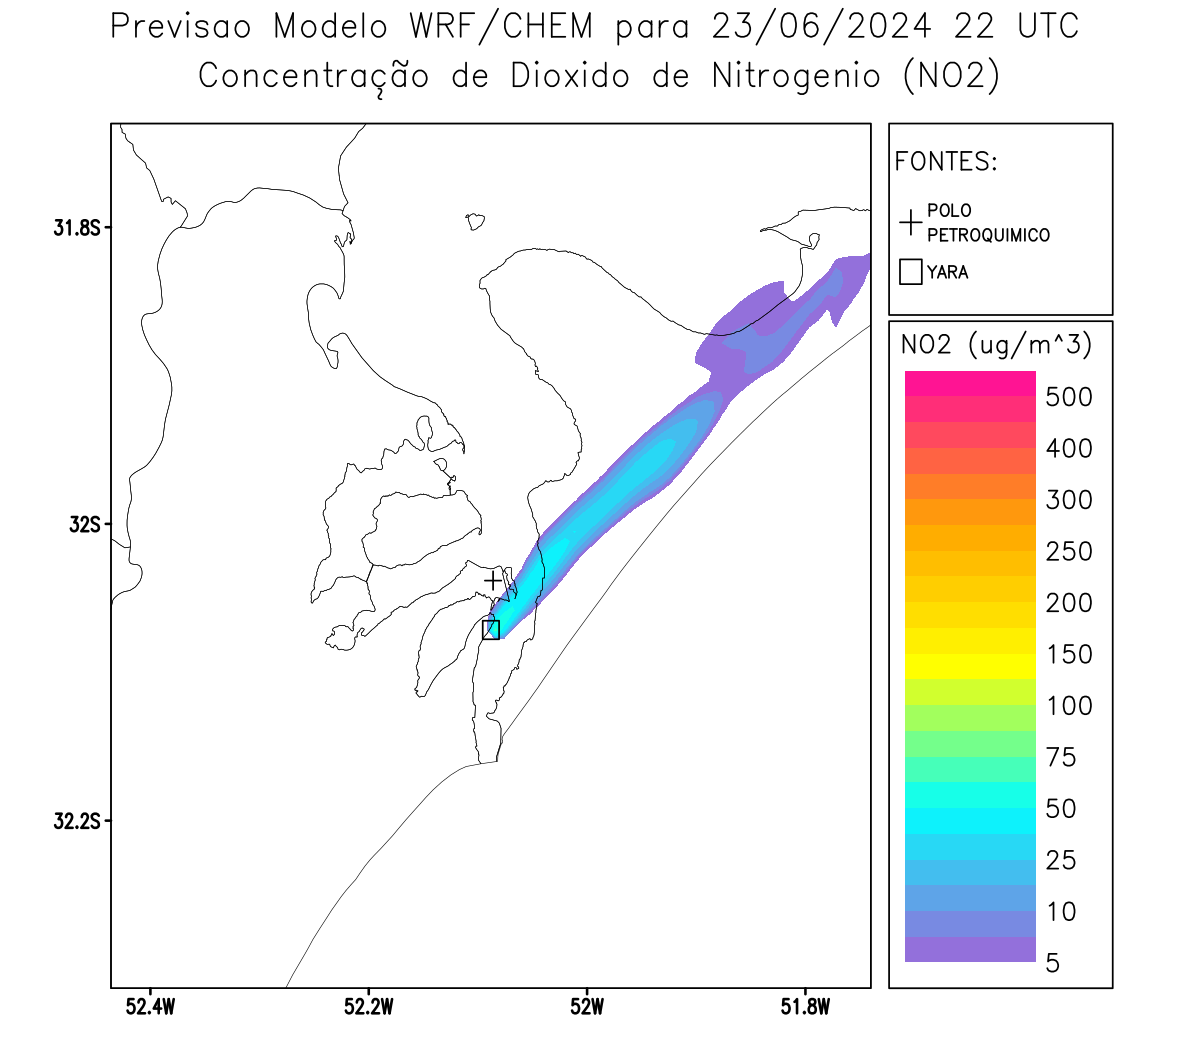 Previsao Modelo WRF/CHEM para 23/06/2024 22 UTC
Concentração de Dioxido de Nitrogenio (NO2)
FONTES:
POLO
PETROQUIMICO
YARA
NO2 (ug/m^3)
500
400
300
250
200
150
100
75
50
25
10
5
31.8S
32S
32.2S
52.4W
52.2W
52W
51.8W